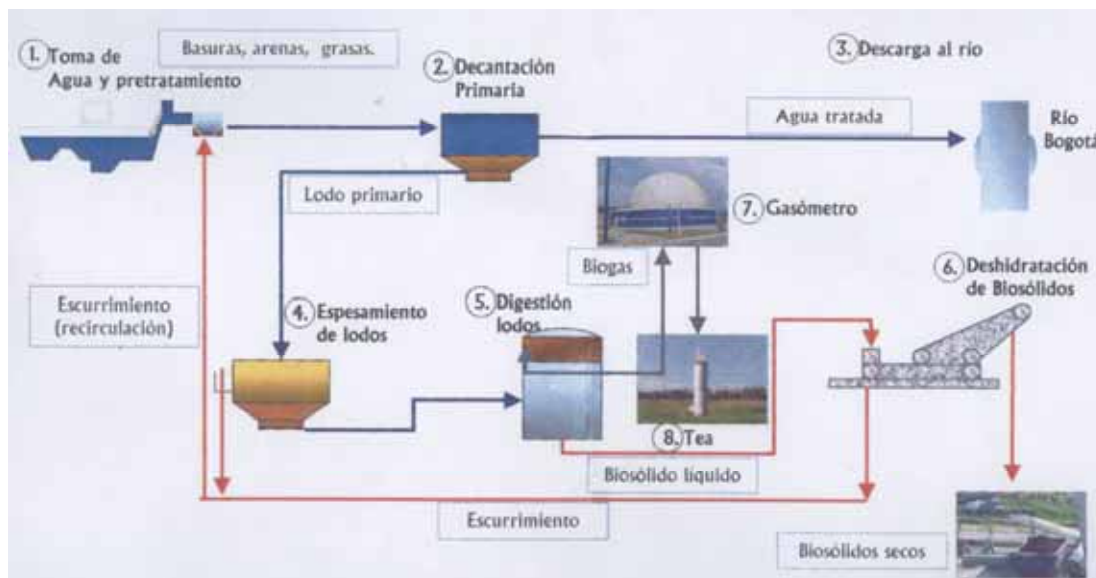 1. Toma de
Agua y pretratamiento
Basuras, arenas, grasas.
2. Decantación
Primaria
3. Descarga al río
Agua tratada
Río
Bogotá
Lodo primario
7. Gasómetro
Biogas
6. Deshidratación
de Biosólidos
Escurrimiento
(recirculación)
4. Espesamiento
de lodos
5. Digestión
lodos
8. Tea
Biosólido líquido
Escurrimiento
Biosólidos secos